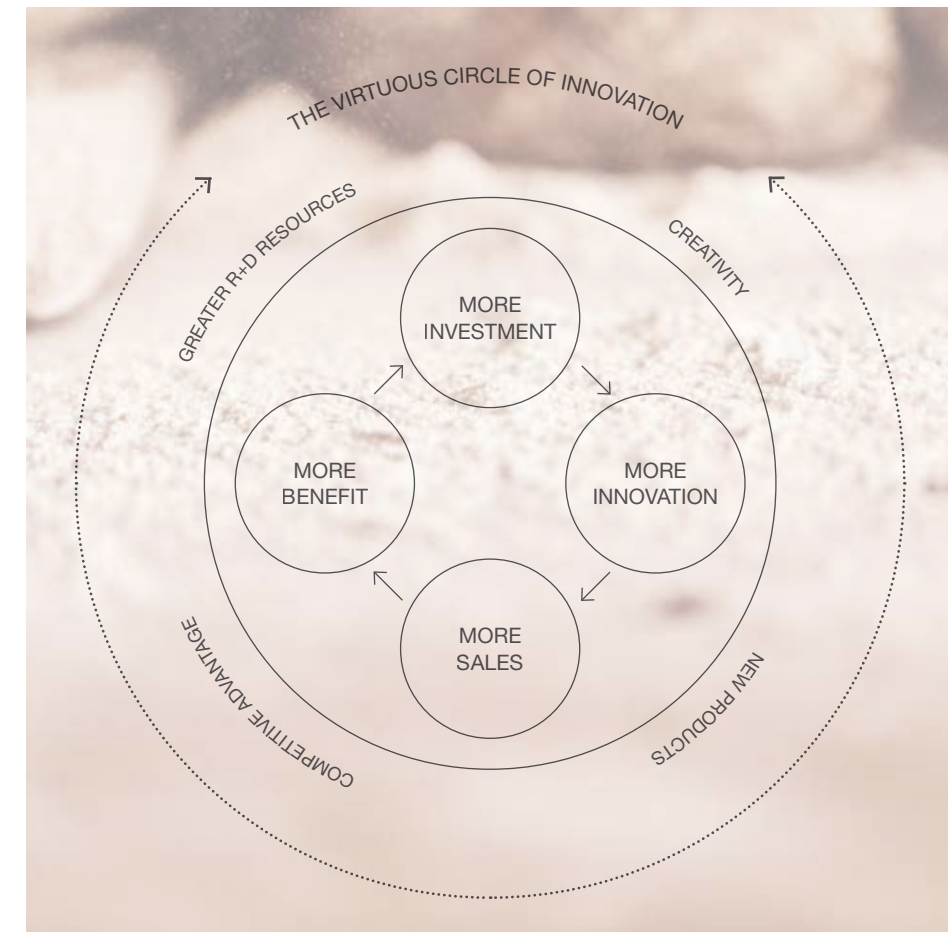 THE VIRTUOUS CIRCLE OF INNOVATION
GREATER R+D RESOURCES
CREATIVITY
MORE
INVESTMENT
MORE
BENEFIT
MORE
INNOVATION
MORE
SALES
COMPETITIVE ADVANTAGE
NEW PRODUCTS